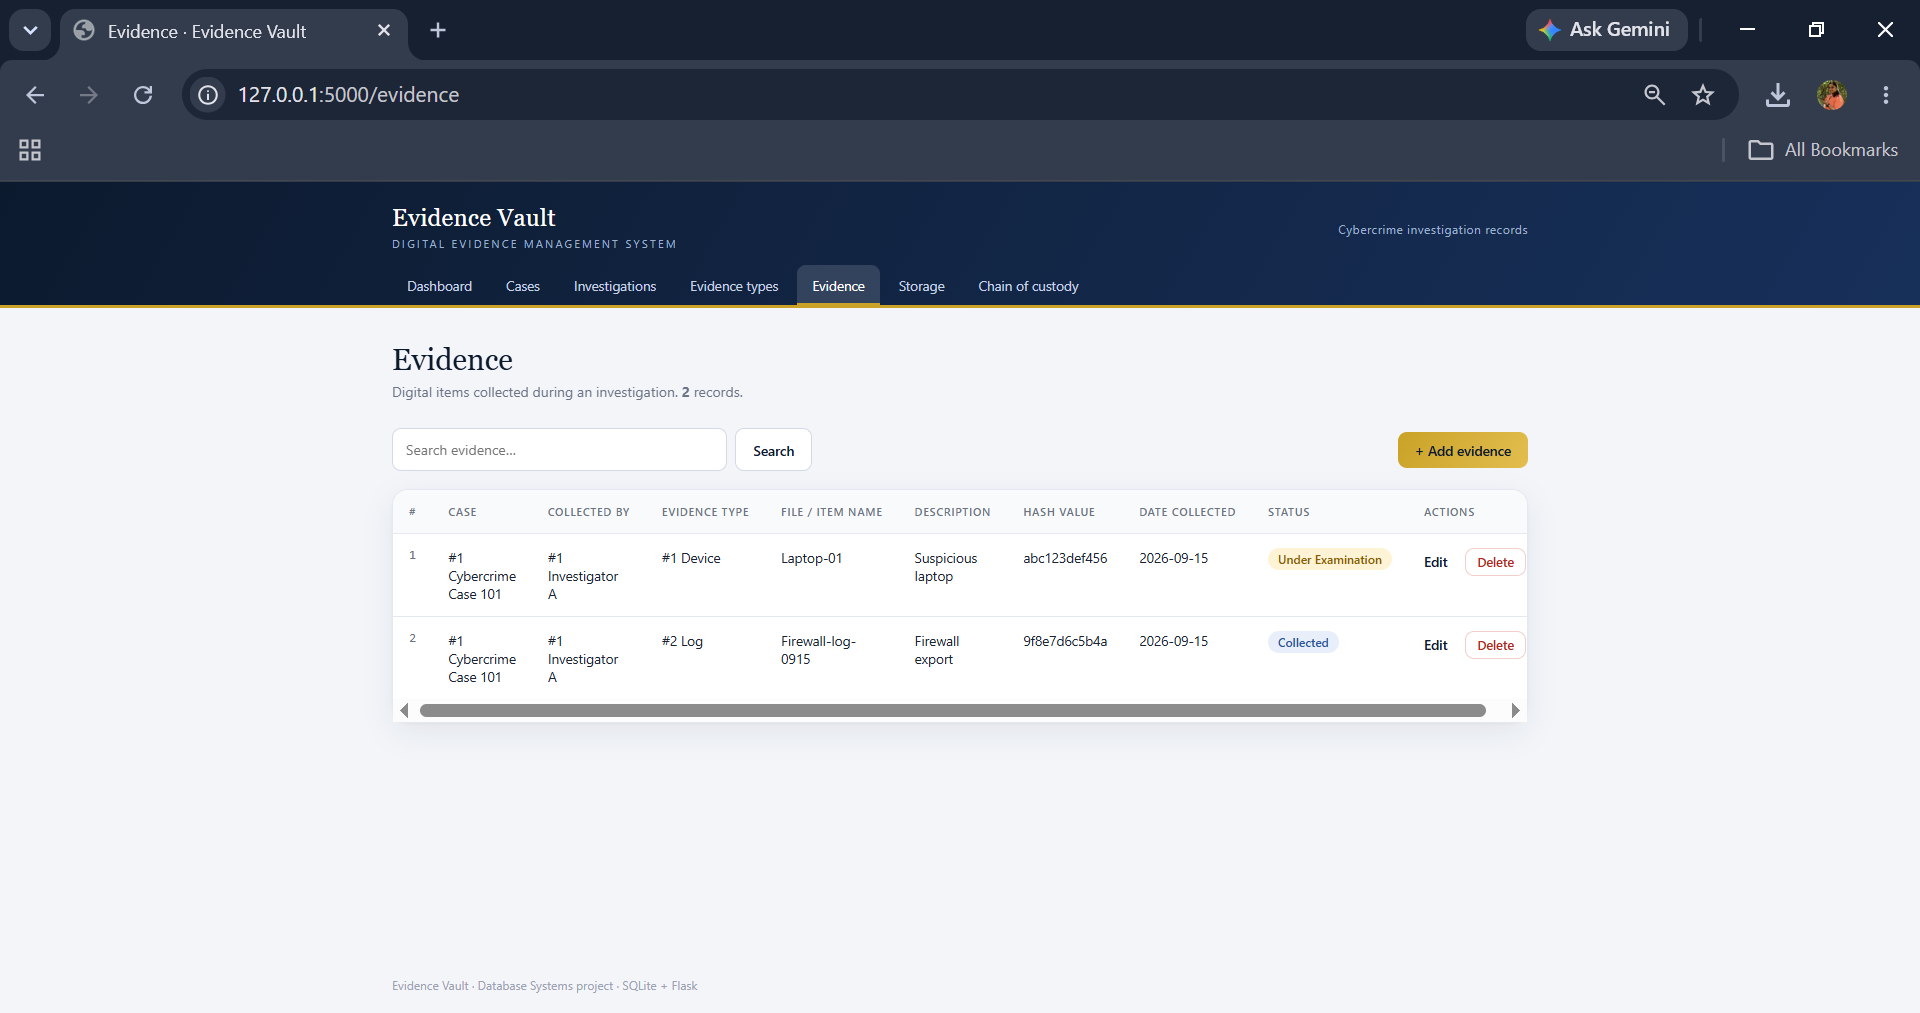 Evidence · Evidence Vault
Ask Gemini
127.0.0.1:5000/evidence
All Bookmarks
Evidence Vault
DIGITAL EVIDENCE MANAGEMENT SYSTEM
Cybercrime investigation records
Dashboard Cases Investigations Evidence types Evidence Storage Chain of custody
Evidence
Digital items collected during an investigation. 2 records.
Search evidence... Search + Add evidence
# CASE COLLECTED BY EVIDENCE TYPE FILE / ITEM NAME DESCRIPTION HASH VALUE DATE COLLECTED STATUS ACTIONS
1 #1 #1 #1 Device Laptop-01 Suspicious abc123def456 2026-09-15 Under Examination Edit Delete
Cybercrime Investigator laptop
Case 101 A
2 #1 #1 #2 Log Firewall-log- Firewall 9f8e7d6c5b4a 2026-09-15 Collected Edit Delete
Cybercrime Investigator 0915 export
Case 101 A
Evidence Vault · Database Systems project · SQLite + Flask